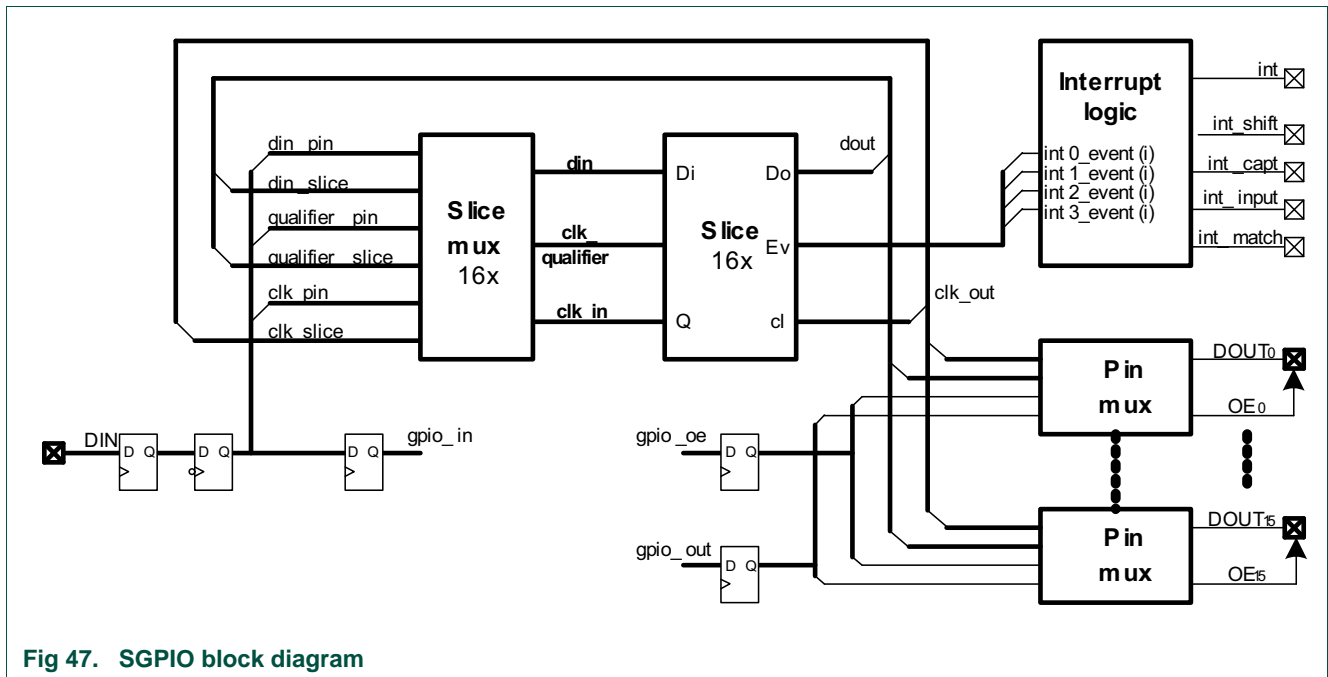 din_pin
din_slice
qualifier_pin
qualifier_slice
clk_pin
clk_slice
Slice
mux
16x
din
clk_
qualifier
clk_in
Di
Q
Slice
16x
Do
Ev
cl
dout
clk_out
Interrupt
logic
int 0_event (i)
int 1_event (i)
int 2_event (i)
int 3_event (i)
int
int_shift
int_capt
int_input
int_match
DIN
D Q
D Q
D Q
gpio_in
gpio_oe
D Q
gpio_out
D Q
Pin
mux
DOUT0
OE0
Pin
mux
DOUT15
OE15
Fig 47. SGPIO block diagram